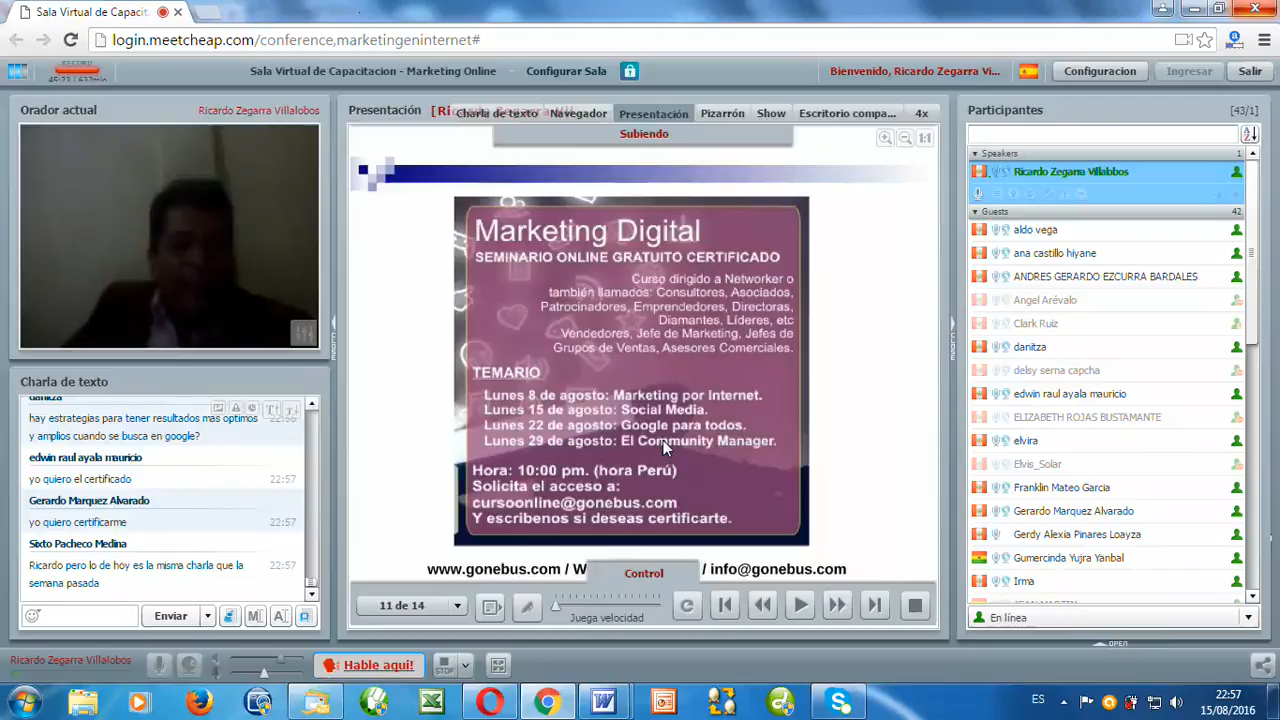 Sala Virtual de Capacit
login.meetcheap.com/conference,marketingeninternet#
RECORD
Sala Virtual de Capacitacion - Marketing Online
Configurar Sala
Bienvenido, Ricardo Zegarra Vi...
Configuracion
Ingresar
Salir
Orador actual
Ricardo Zegarra Villalobos
Presentación
Charla de texto
Navegador
Presentación
Pizarrón
Show
Escritorio compa...
4x
Subiendo
1:1
Marketing Digital
SEMINARIO ONLINE GRATUITO CERTIFICADO
Curso dirigido a Networker o
también llamados: Consultores, Asociados,
Patrocinadores, Emprendedores, Directoras,
Diamantes. Líderes, etc
Vendedores, Jefe de Marketing, Jefes de
Grupos de Ventas, Asesores Comerciales.
TEMARIO
Lunes 8 de agosto: Marketing por Internet.
Lunes 15 de agosto: Social Media.
Lunes 22 de agosto: Google para todos.
Lunes 29 de agosto: El Community Manager.
Hora: 10:00 pm. (hora Perú)
Solicita el acceso a:
cursoonline@gonebus.com
Y escribenos si deseas certificarte.
www.gonebus.com / W
/ info@gonebus.com
Control
11 de 14
Juega velocidad
Participantes
[43/1]
Speakers 1
Ricardo Zegarra Villalobos
Guests 42
aldo vega
ana castillo hiyane
ANDRES GERARDO EZCURRA BARDALES
Angel Arévalo
Clark Ruiz
danitza
delsy serna capcha
edwin raul ayala mauricio
ELIZABETH ROJAS BUSTAMANTE
elvira
Elvis_Solar
Franklin Mateo Garcia
Gerardo Marquez Alvarado
Gerdy Alexia Pinares Loayza
Gumercinda Yujra Yanbal
Irma
En línea
OPEN
Charla de texto
danitza
hay estrategias para tener resultados mas optimos
y amplios cuando se busca en google?
edwin raul ayala mauricio
yo quiero el certificado 22:57
Gerardo Marquez Alvarado
yo quiero certificarme 22:57
Sixto Pacheco Medina
Ricardo pero lo de hoy es la misma charla que la 22:57
semana pasada
Enviar
Ricardo Zegarra Villalobos
Hable aqui!
STOP
ES
22:57
15/08/2016